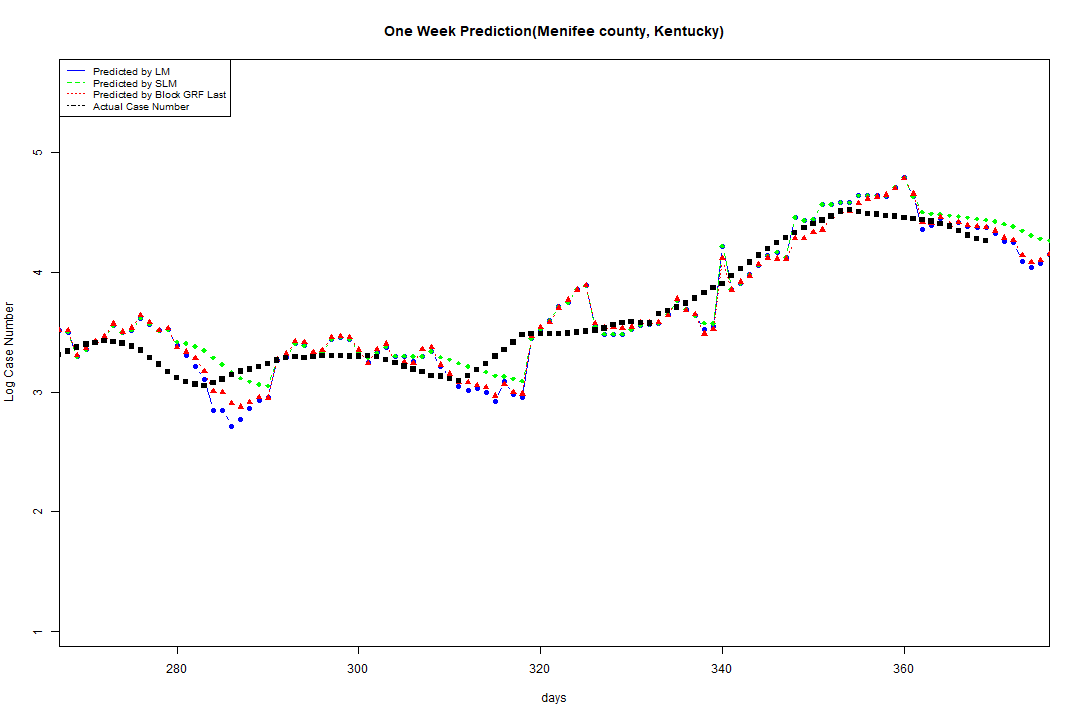 One Week Prediction(Menifee county, Kentucky)
Predicted by LM
Predicted by SLM
Predicted by Block GRF Last
Actual Case Number
5
4
3
2
1
Log Case Number
280 300 320 340 360
days